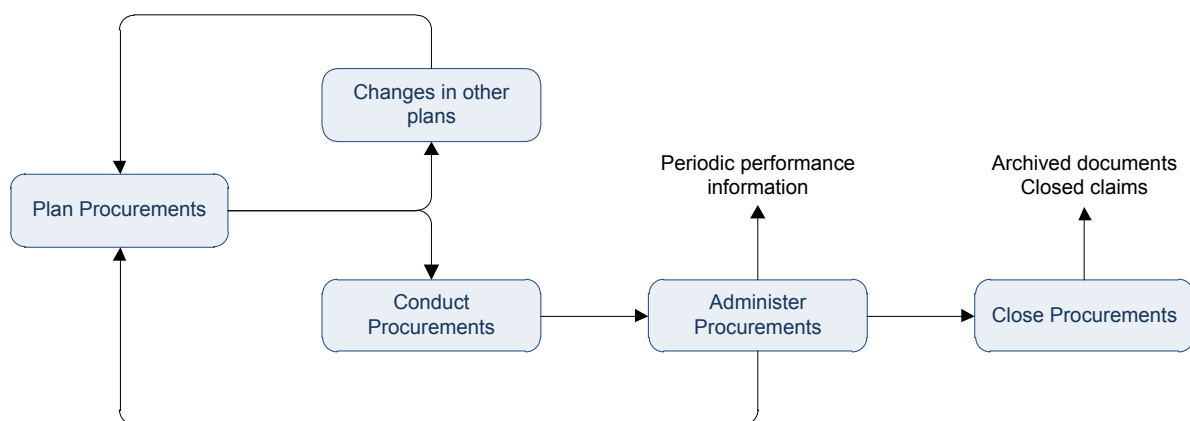 Changes in other
plans
Periodic performance
information
Archived documents
Closed claims
Plan Procurements
Conduct
Procurements
Administer
Procurements
Close Procurements